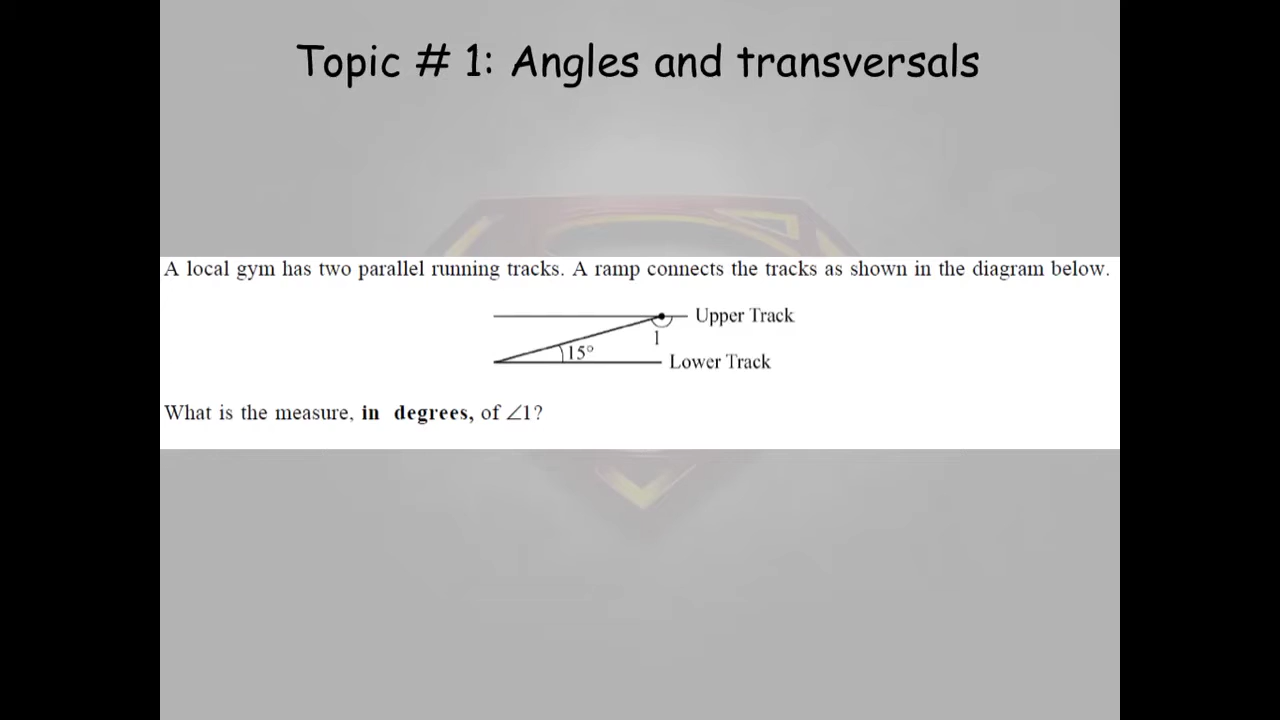 Topic # 1: Angles and transversals
A local gym has two parallel running tracks. A ramp connects the tracks as shown in the diagram below.
Upper Track
1
15°
Lower Track
What is the measure, in degrees, of ∠1?